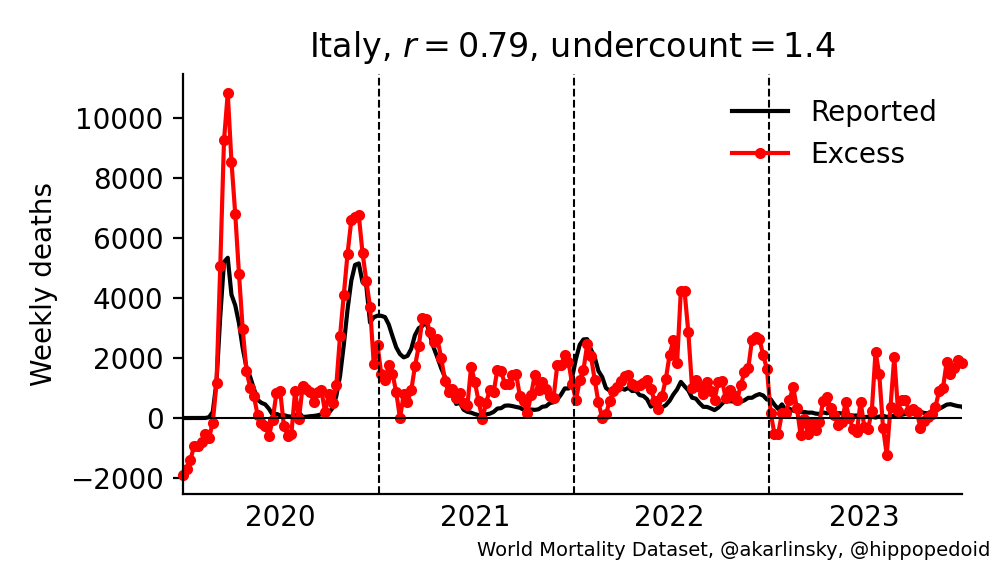 Italy, r = 0.79, undercount = 1.4
Reported
Excess
Weekly deaths
10000
8000
6000
4000
2000
0
−2000
2020 2021 2022 2023
World Mortality Dataset, @akarlinsky, @hippopedoid